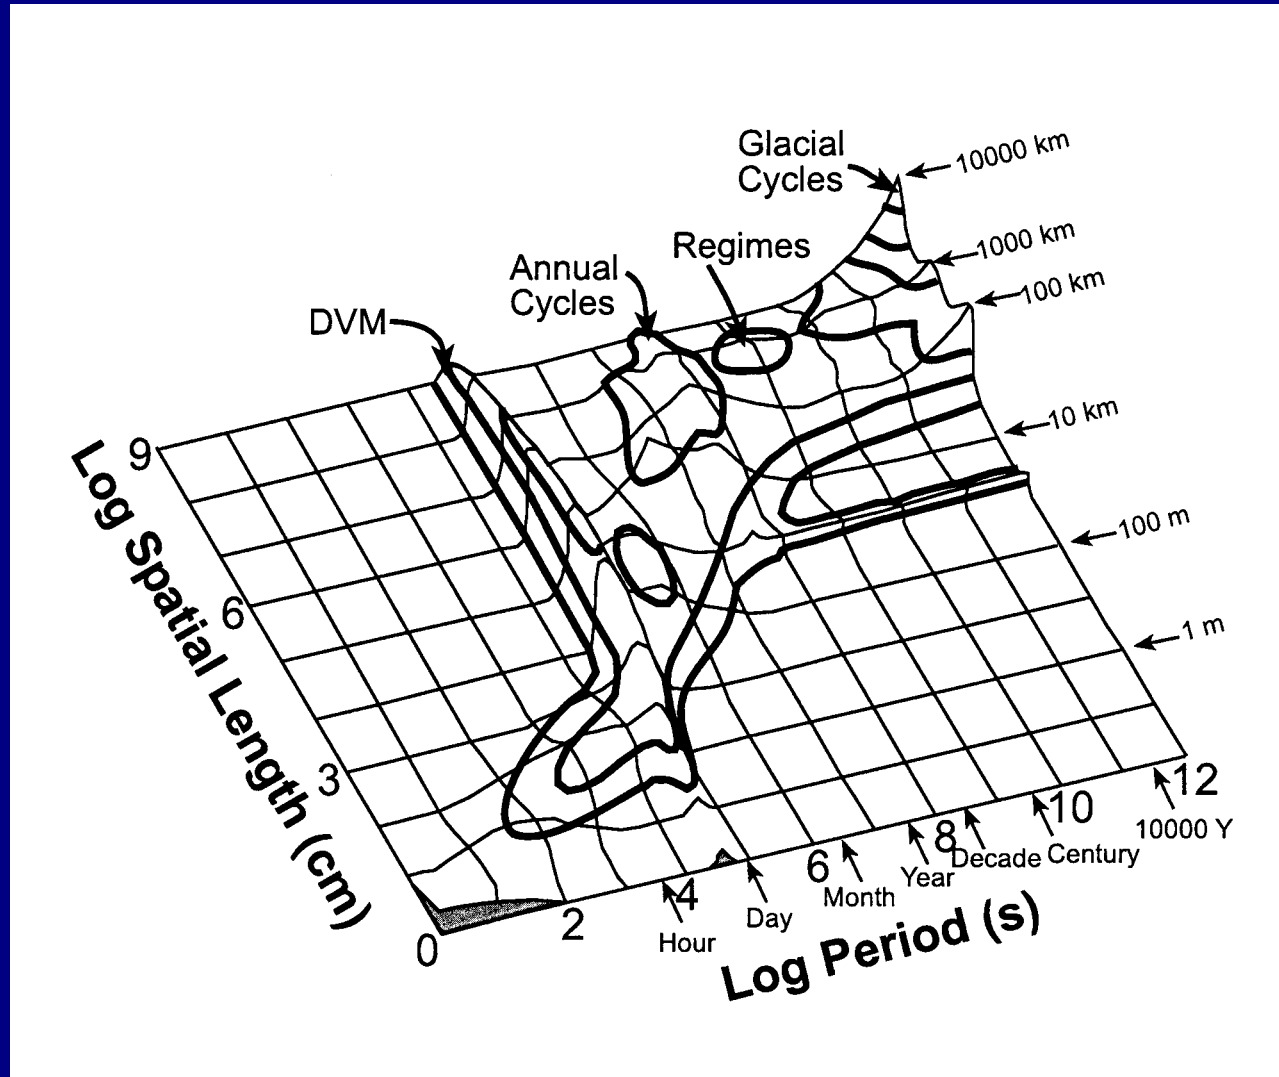 Glacial
Cycles
10000 km
1000 km
Regimes
100 km
Annual
Cycles
DVM
10 km
9
100 m
6
1 m
3
12
10
10000 Y
8
Decade
Century
6
Year
Month
4
Day
2
Hour
0
Log Spatial Length (cm)
Log Period (s)